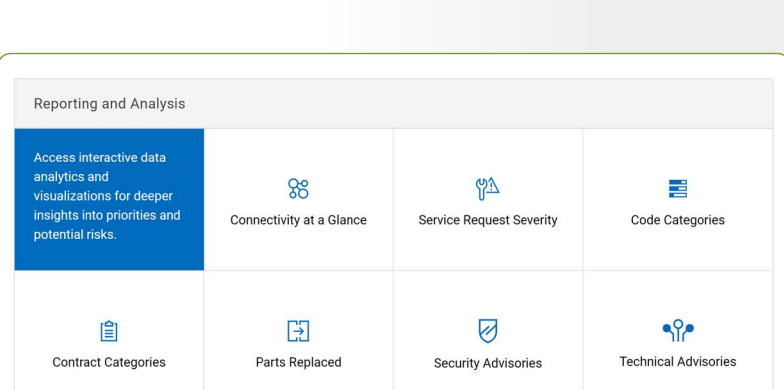 Reporting and Analysis
Access interactive data
analytics and
visualizations for deeper
insights into priorities and
potential risks.
Connectivity at a Glance
Service Request Severity
Code Categories
Contract Categories
Parts Replaced
Security Advisories
Technical Advisories